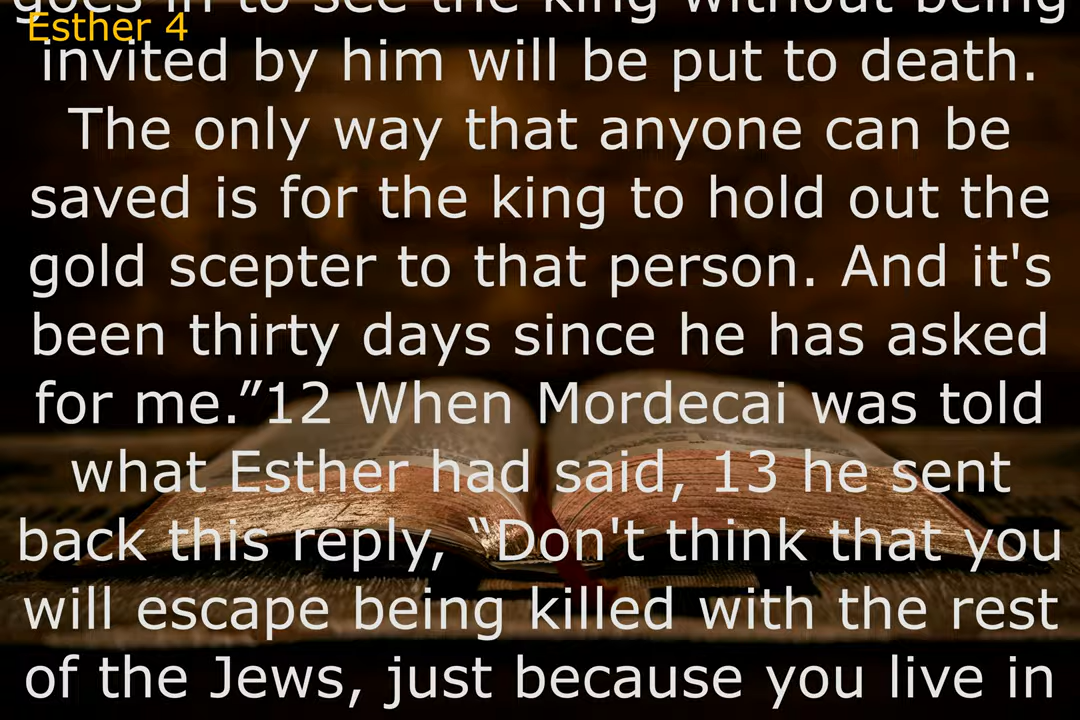 goes in to see the king without being
Esther 4
invited by him will be put to death.
The only way that anyone can be
saved is for the king to hold out the
gold scepter to that person. And it's
been thirty days since he has asked
for me.”12 When Mordecai was told
what Esther had said, 13 he sent
back this reply, “Don't think that you
will escape being killed with the rest
of the Jews, just because you live in